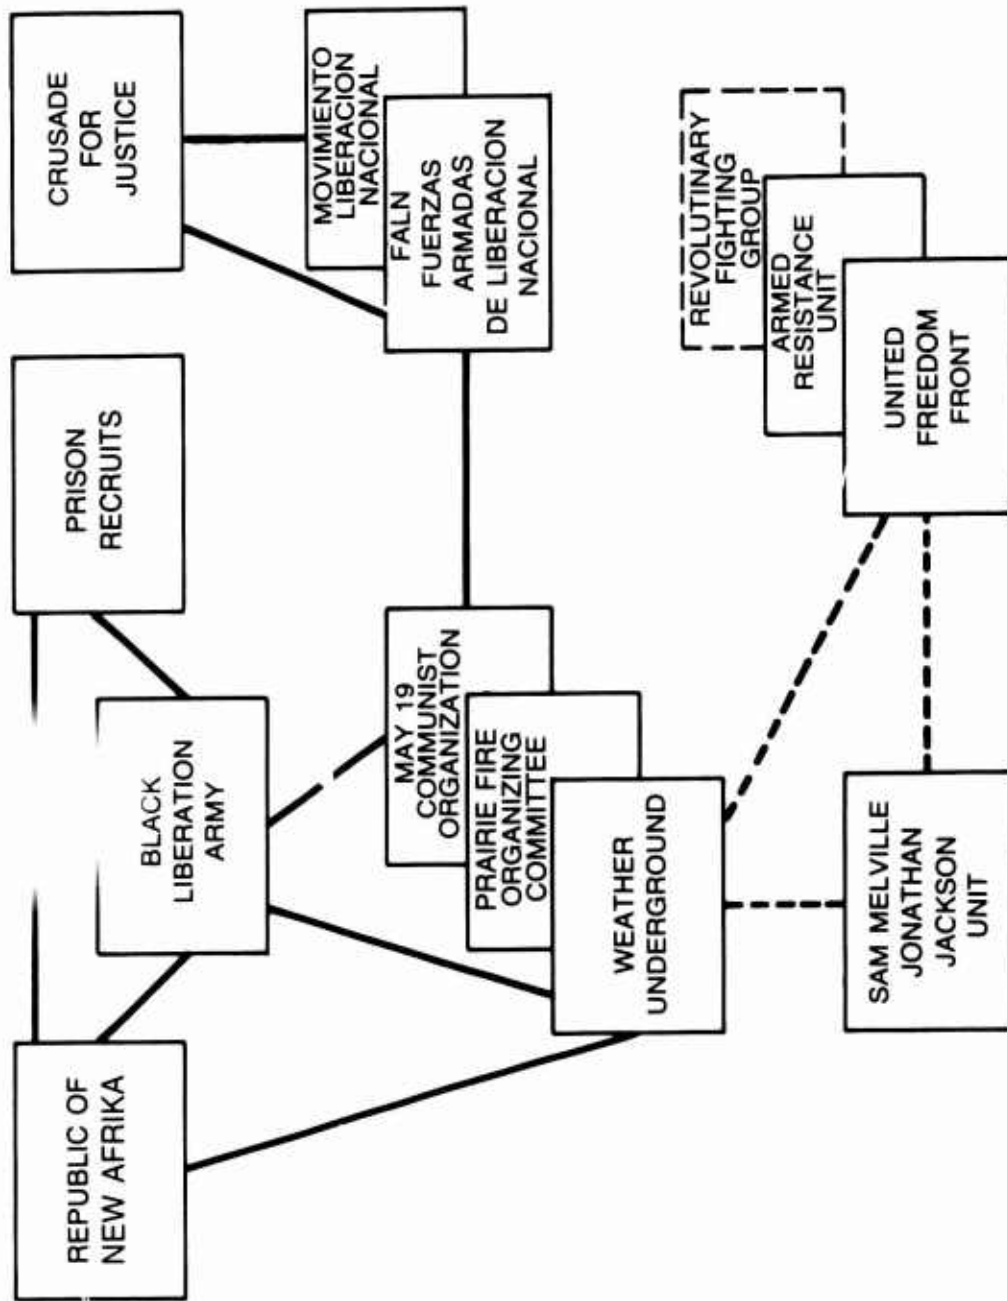 REPUBLIC OF
NEW AFRIKA
PRISON
RECRUITS
CRUSADE
FOR
JUSTICE
BLACK
LIBERATION
ARMY
MOVIMIENTO
LIBERACION
NACIONAL
FALN
FUERZAS
ARMADAS
DE LIBERACION
NACIONAL
MAY 19
COMMUNIST
ORGANIZATION
PRAIRIE FIRE
ORGANIZING
COMMITTEE
WEATHER
UNDERGROUND
REVOLUTINARY
FIGHTING
GROUP
ARMED
RESISTANCE
UNIT
UNITED
FREEDOM
FRONT
SAM MELVILLE
JONATHAN
JACKSON
UNIT